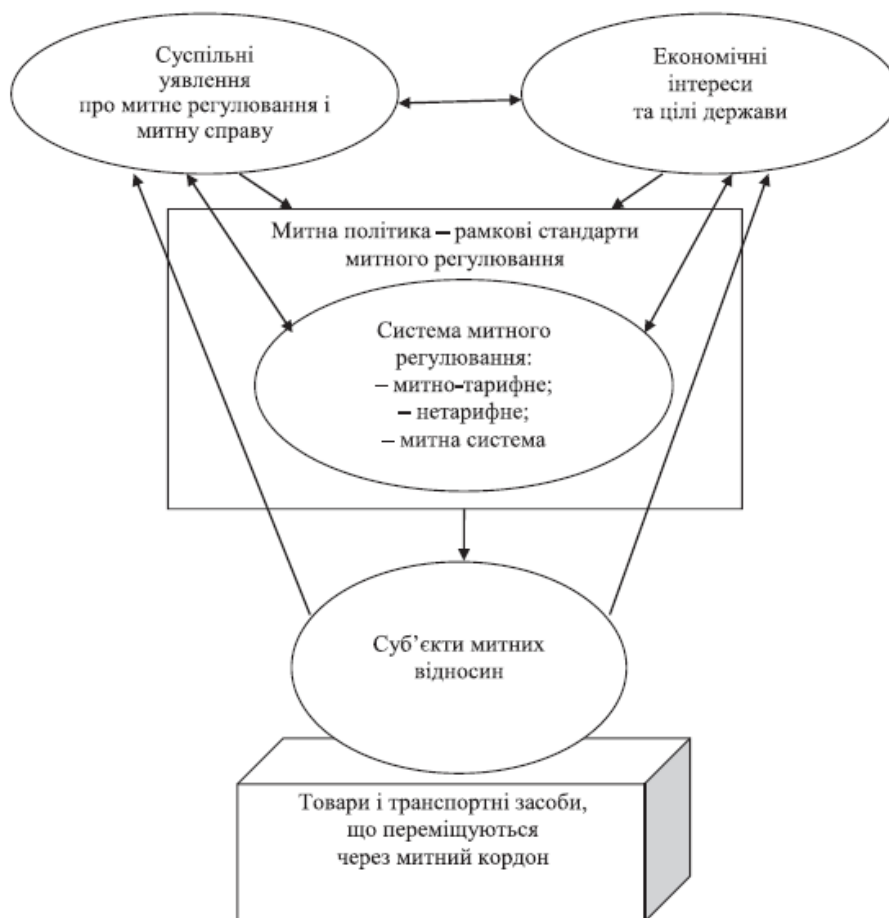 Суспільні
уявлення
про митне регулювання і
митну справу
Економічні
інтереси
та цілі держави
Митна політика – рамкові стандарти
митного регулювання
Система митного
регулювання:
– митно-тарифне;
– нетарифне;
– митна система
Суб’єкти митних
відносин
Товари і транспортні засоби,
що переміщуються
через митний кордон